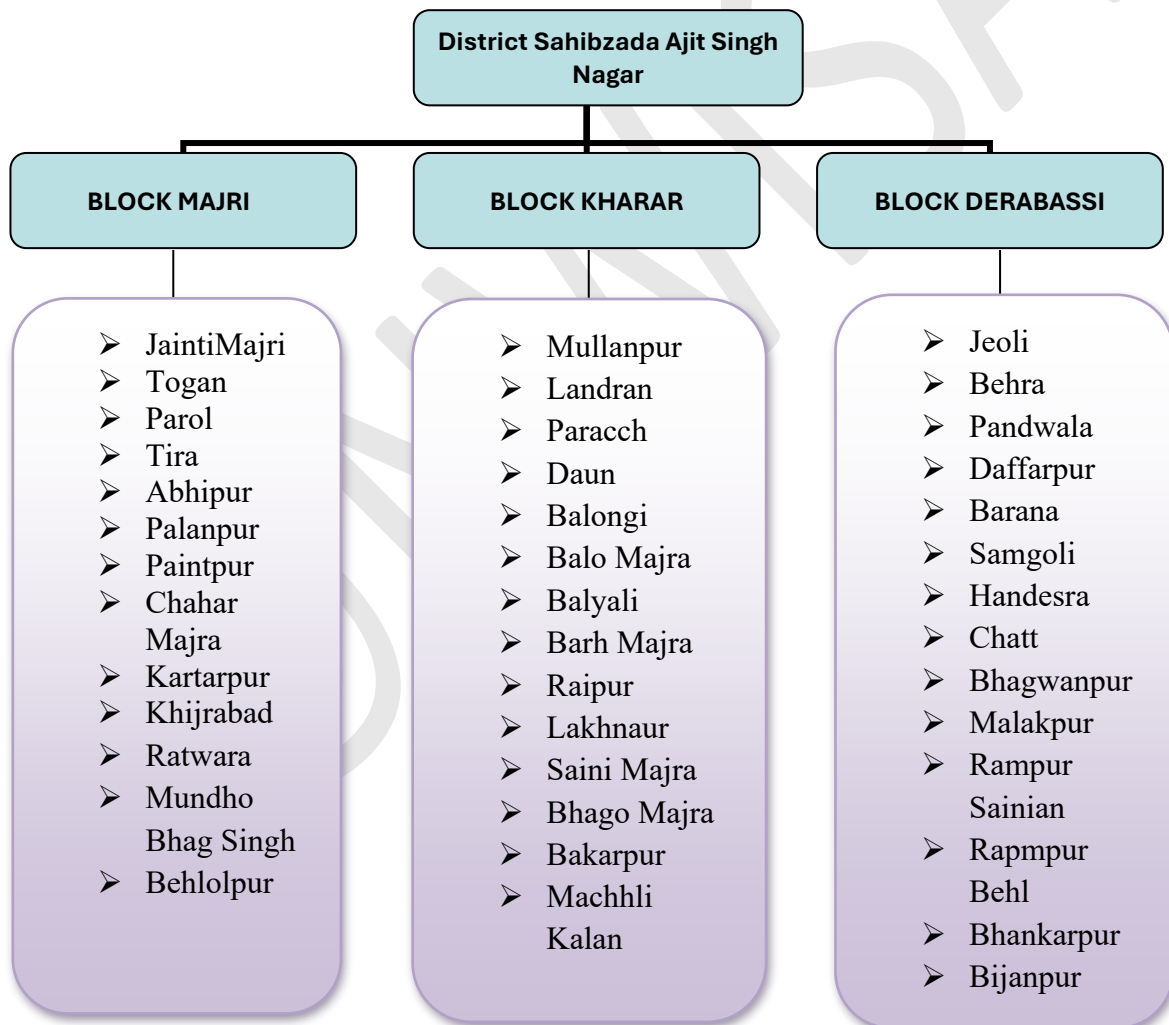 District Sahibzada Ajit Singh
Nagar
BLOCK MAJRI
BLOCK KHARAR
BLOCK DERABASSI
JaintiMajri
Togan
Parol
Tira
Abhipur
Palanpur
Paintpur
Chahar
Majra
Kartarpur
Khijrabad
Ratwara
Mundho
Bhag Singh
Behlolpur
Mullanpur
Landran
Paracch
Daun
Balongi
Balo Majra
Balyali
Barh Majra
Raipur
Lakhnaur
Saini Majra
Bhago Majra
Bakarpur
Machhli
Kalan
Jeoli
Behra
Pandwala
Daffarpur
Barana
Samgoli
Handesra
Chatt
Bhagwanpur
Malakpur
Rampur
Sainian
Rapmpur
Behl
Bhankarpur
Bijanpur